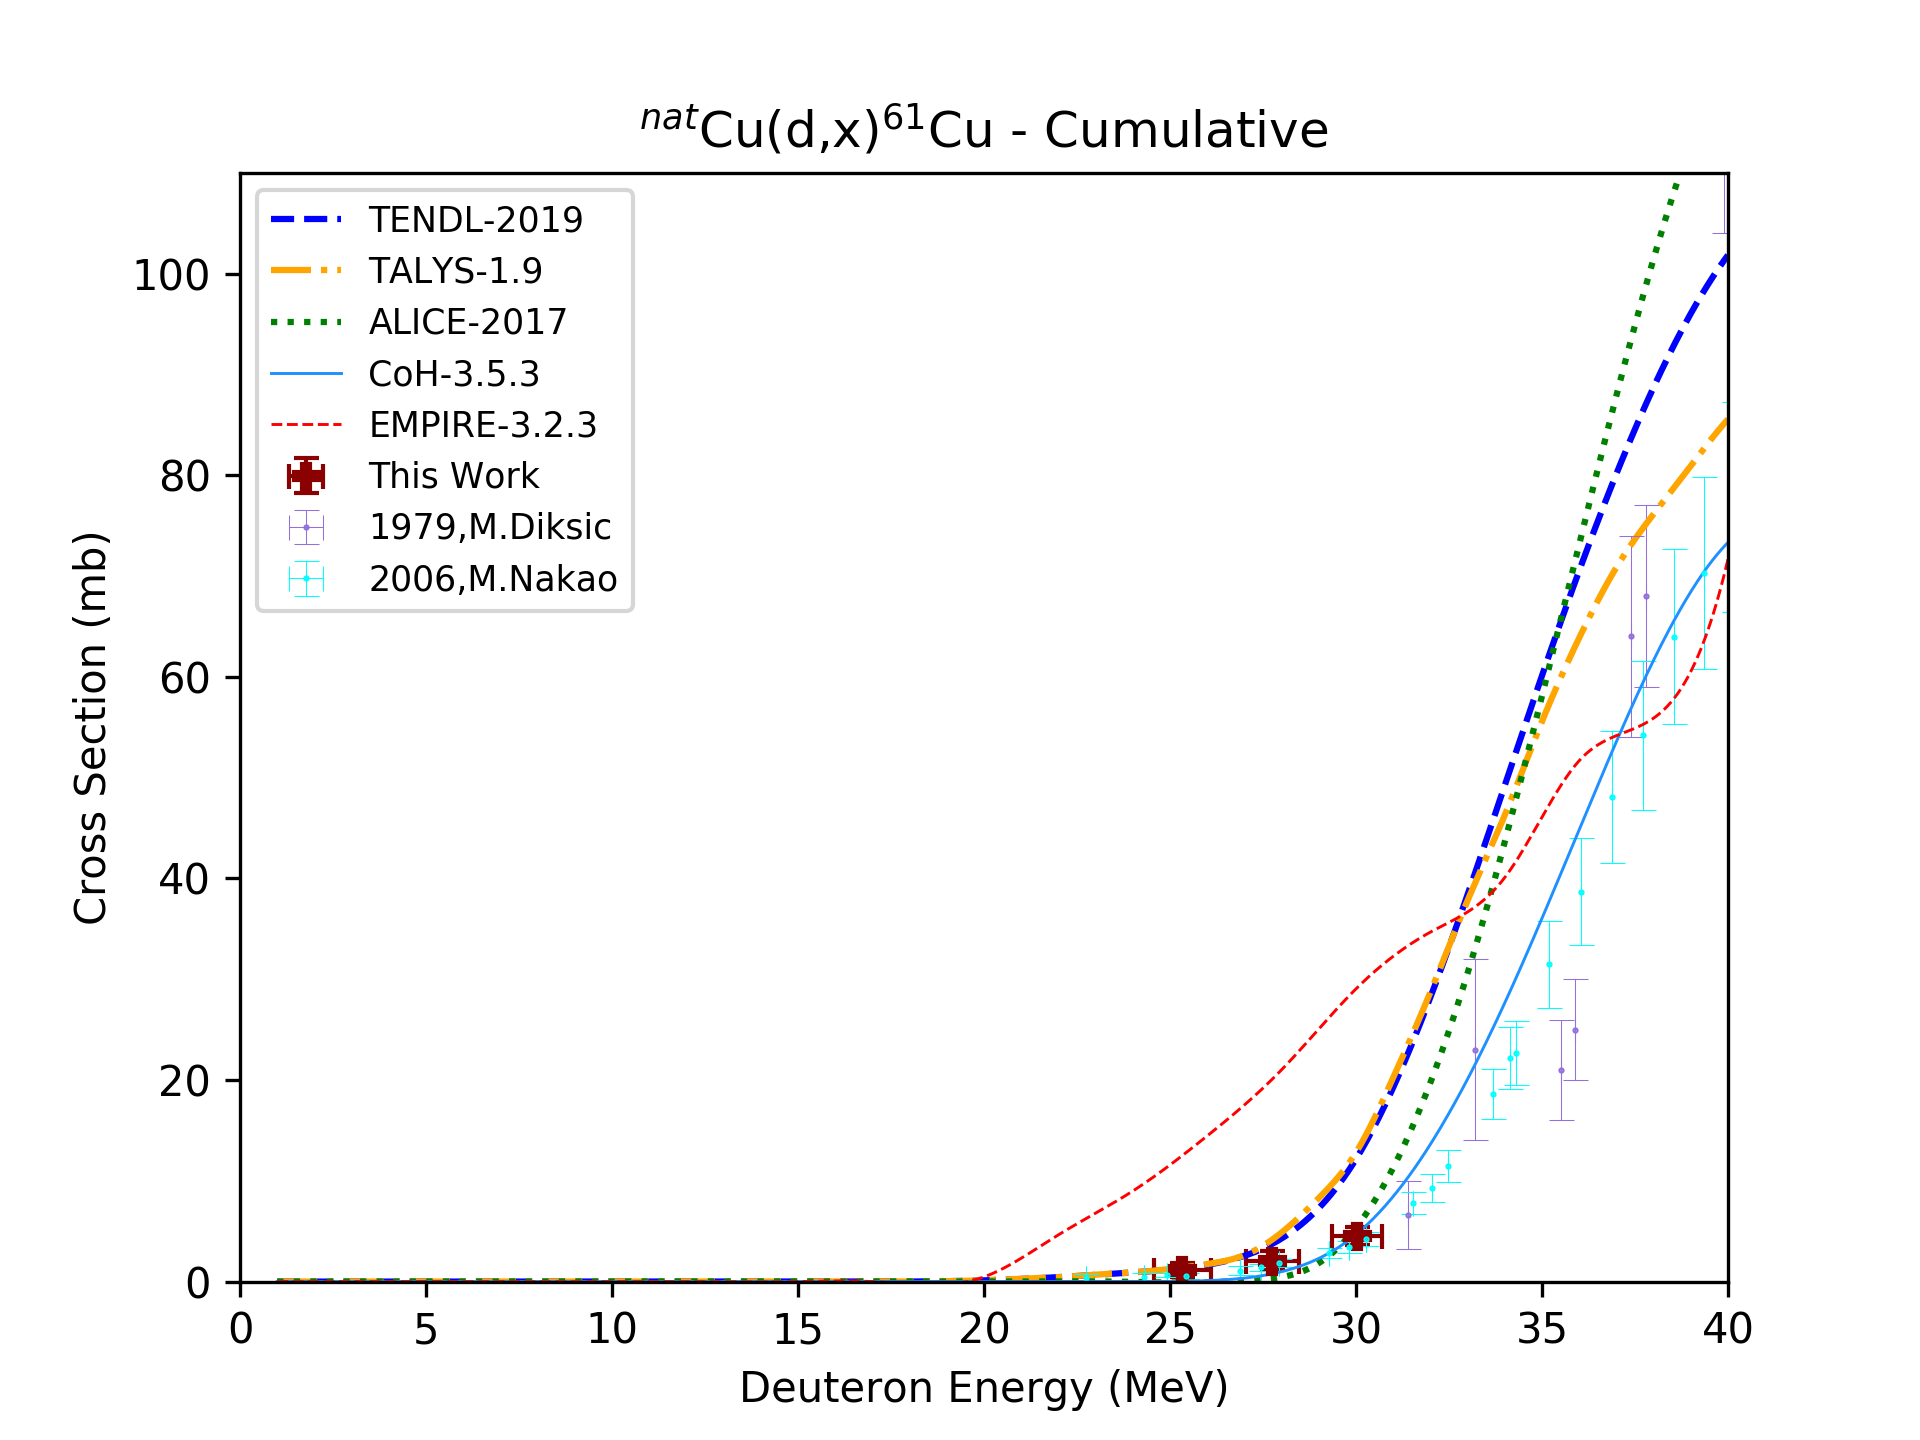 ⁿᵃᵗCu(d,x)⁶¹Cu - Cumulative
TENDL-2019
TALYS-1.9
ALICE-2017
CoH-3.5.3
EMPIRE-3.2.3
This Work
1979,M.Diksic
2006,M.Nakao
Cross Section (mb)
100
80
60
40
20
0
0 5 10 15 20 25 30 35 40
Deuteron Energy (MeV)